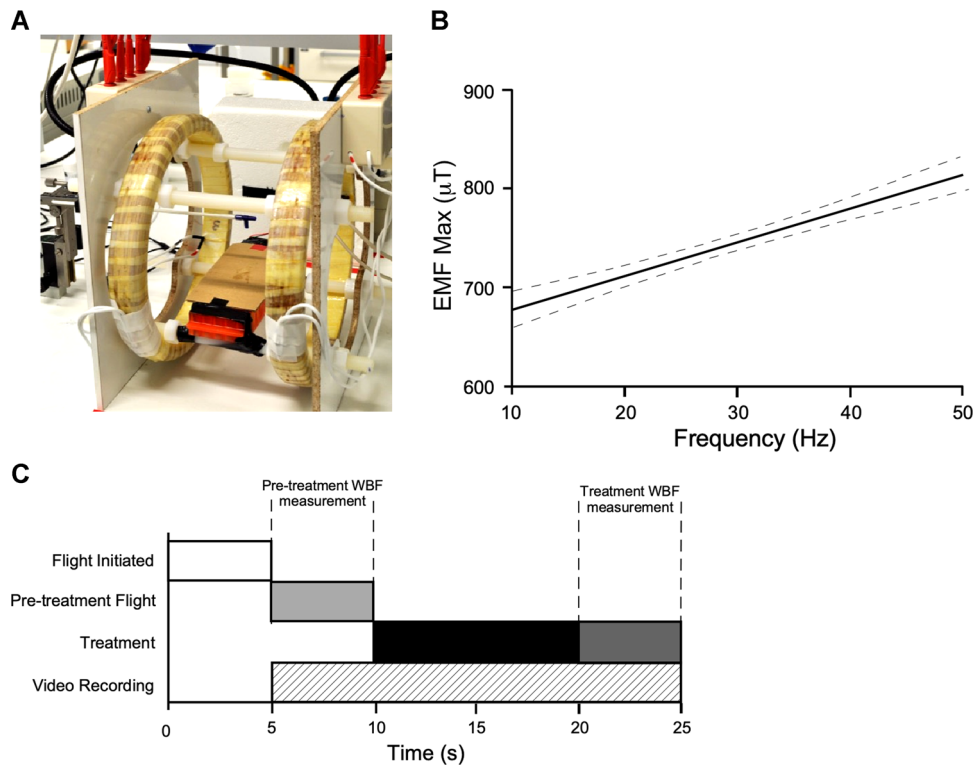 A
B
900
800
700
600
EMF Max (μT)
10
20
30
40
50
Frequency (Hz)
C
Pre-treatment WBF
measurement
Treatment WBF
measurement
Flight Initiated
Pre-treatment Flight
Treatment
Video Recording
0
5
10
15
20
25
Time (s)